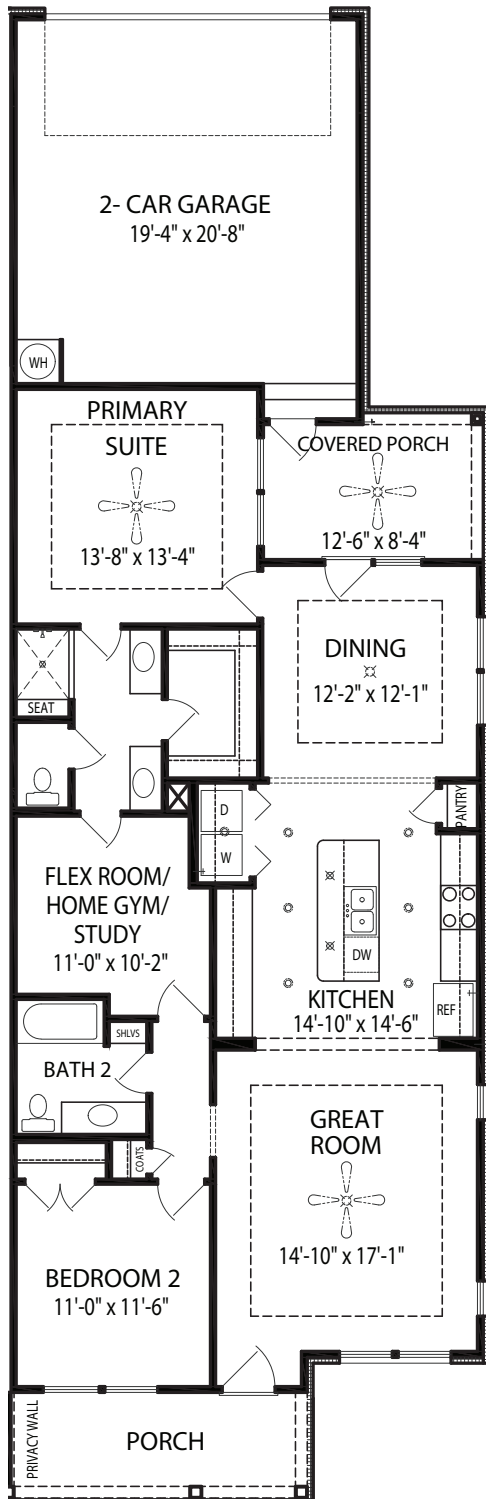 2- CAR GARAGE
19'-4" x 20'-8"
WH
PRIMARY
SUITE
13'-8" x 13'-4"
COVERED PORCH
12'-6" x 8'-4"
DINING
12'-2" x 12'-1"
SEAT
D
W
PANTRY
FLEX ROOM/
HOME GYM/
STUDY
11'-0" x 10'-2"
DW
KITCHEN
14'-10" x 14'-6"
REF
SHLVS
BATH 2
COATS
GREAT
ROOM
14'-10" x 17'-1"
BEDROOM 2
11'-0" x 11'-6"
PRIVACY WALL
PORCH